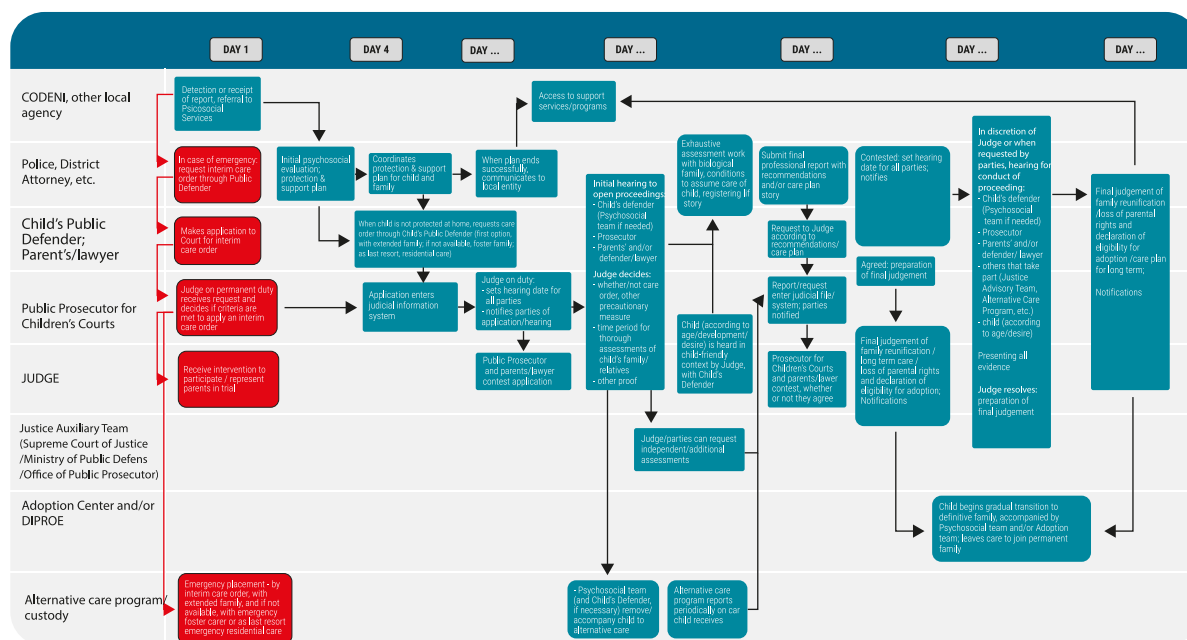 DAY 1
DAY 4
DAY ...
DAY ...
DAY ...
DAY ...
DAY ...
CODENI, other local
agency
Detection or receipt
of report, referral to
Psicosocial
Services
Access to support
services/programs
Police, District
Attorney, etc.
In case of emergency:
request interim care
order through Public
Defender
Initial psychosocial
evaluation;
protection &
support plan
Coordinates
protection & support
plan for child and
family
When plan ends
successfully,
communicates to
local entity
Initial hearing to
open proceedings:
- Child's defender
(Psychosocial
team if needed)
- Prosecutor
- Parents' and/or
defender/lawyer
Judge decides:
- whether/not care
order, other
precautionary
measure
- time period for
thorough
assessments of
child's family/
relatives
- other proof
Exhaustive
assessment work
with biological
family, conditions
to assume care of
child, registering lif
story
Submit final
professional report with
recommendations
and/or care plan
story
Contested: set hearing
date for all parties;
notifies
In discretion of
Judge or when
requested by
parties, hearing for
conduct of
proceeding:
- Child's defender
(Psychosocial
team if needed)
- Prosecutor
- Parents' and/or
defender/ lawyer
- others that take
part (Justice
Advisory Team,
Alternative Care
Program, etc.)
- child (according
to age/desire)
Presenting all
evidence
Judge resolves:
preparation of
final judgement
Final judgement of
family reunification
/loss of parental
rights and
declaration of
eligibility for
adoption /care plan
for long term;
Notifications
Child's Public
Defender;
Parent's/lawyer
Makes application to
Court for interim
care order
When child is not protected at home, requests care
order through Child's Public Defender (first option,
with extended family; if not available, foster family;
as last resort, residential care)
Request to Judge
according to
recommendations/
care plan
Agreed: preparation of
final judgement
Public Prosecutor for
Children's Courts
Judge on permanent duty
receives request and
decides if criteria are
met to apply an interim
care order
Application enters
judicial information
system
Judge on duty:
- sets hearing date for
all parties
- notifies parties of
application/hearing
Child (according to
age/development/
desire) is heard in
child-friendly
context by Judge,
with Child's Defender
Report/request
enter judicial file/
system; parties
notified
JUDGE
Receive intervention to
participate / represent
parents in trial
Public Prosecutor
and parents/lawyer
contest application
Prosecutor for
Children's Courts
and parents/lawer
contest, whether
or not they agree
Final judgement of
family reunification /
long term care /
loss of parental rights
and declaration of
eligibility for adoption;
Notifications
Justice Auxiliary Team
(Supreme Court of Justice
/Ministry of Public Defens
/Office of Public Prosecutor)
Judge/parties can request
independent/additional
assessments
Adoption Center and/or
DIPROE
Child begins gradual transition to
definitive family, accompanied by
Psychosocial team and/or Adoption
team; leaves care to join permanent
family
Alternative care program/
custody
Emergency placement - by
interim care order, with
extended family, and if not
available, with emergency
foster carer or as last resort
emergency residential care
- Psychosocial team
(and Child's Defender,
if necessary) remove/
accompany child to
alternative care
Alternative care
program reports
periodically on car
child receives